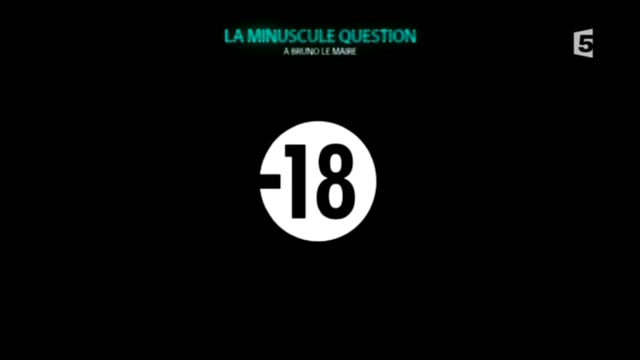 LA MINUSCULE QUESTION
A BRUNO LE MAIRE
5
-18